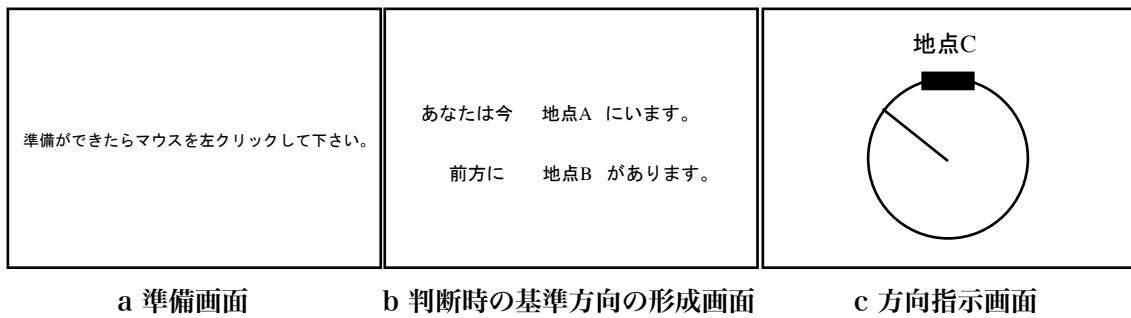 準備ができたらマウスを左クリックして下さい。
あなたは今 地点A にいます。
前方に 地点B があります。
地点C
a 準備画面
b 判断時の基準方向の形成画面
c 方向指示画面